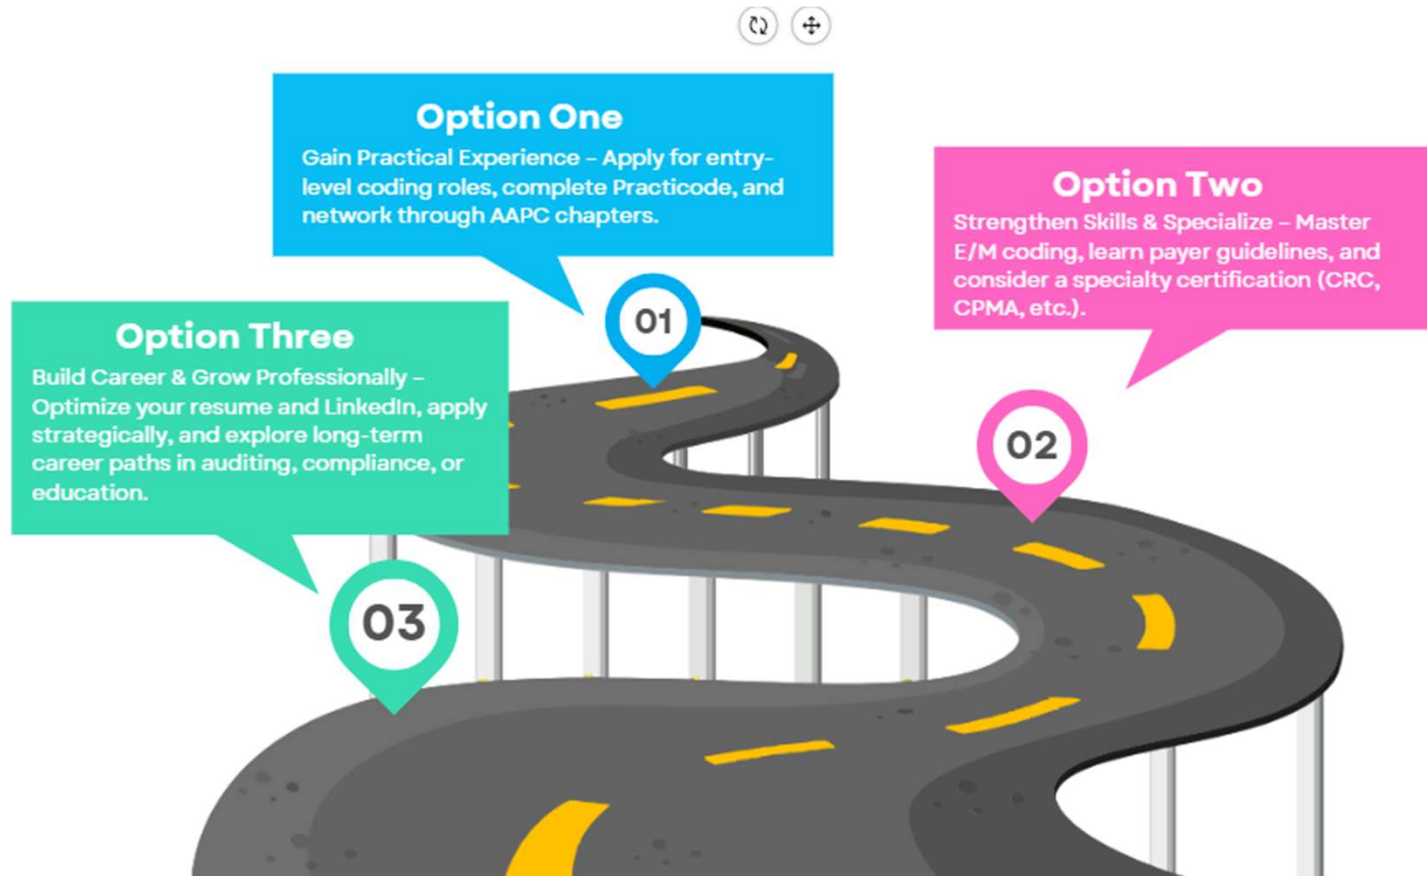 Option One
Gain Practical Experience – Apply for entry-
level coding roles, complete Practicode, and
network through AAPC chapters.
01
Option Two
Strengthen Skills & Specialize – Master
E/M coding, learn payer guidelines, and
consider a specialty certification (CRC,
CPMA, etc.).
02
Option Three
Build Career & Grow Professionally –
Optimize your resume and LinkedIn, apply
strategically, and explore long-term
career paths in auditing, compliance, or
education.
03